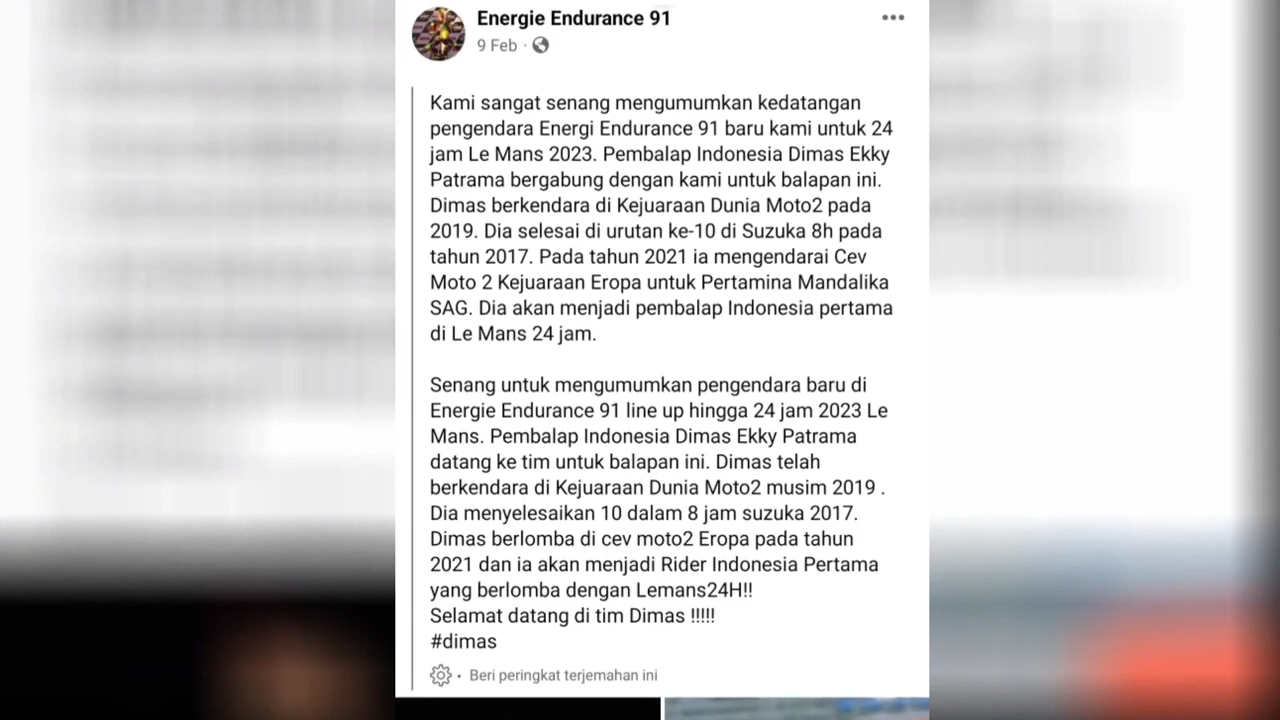 Energie Endurance 91
9 Feb ·
Kami sangat senang mengumumkan kedatangan
pengendara Energi Endurance 91 baru kami untuk 24
jam Le Mans 2023. Pembalap Indonesia Dimas Ekky
Patrama bergabung dengan kami untuk balapan ini.
Dimas berkendara di Kejuaraan Dunia Moto2 pada
2019. Dia selesai di urutan ke-10 di Suzuka 8h pada
tahun 2017. Pada tahun 2021 ia mengendarai Cev
Moto 2 Kejuaraan Eropa untuk Pertamina Mandalika
SAG. Dia akan menjadi pembalap Indonesia pertama
di Le Mans 24 jam.
Senang untuk mengumumkan pengendara baru di
Energie Endurance 91 line up hingga 24 jam 2023 Le
Mans. Pembalap Indonesia Dimas Ekky Patrama
datang ke tim untuk balapan ini. Dimas telah
berkendara di Kejuaraan Dunia Moto2 musim 2019 .
Dia menyelesaikan 10 dalam 8 jam suzuka 2017.
Dimas berlomba di cev moto2 Eropa pada tahun
2021 dan ia akan menjadi Rider Indonesia Pertama
yang berlomba dengan Lemans24H!!
Selamat datang di tim Dimas !!!!!
#dimas
· Beri peringkat terjemahan ini